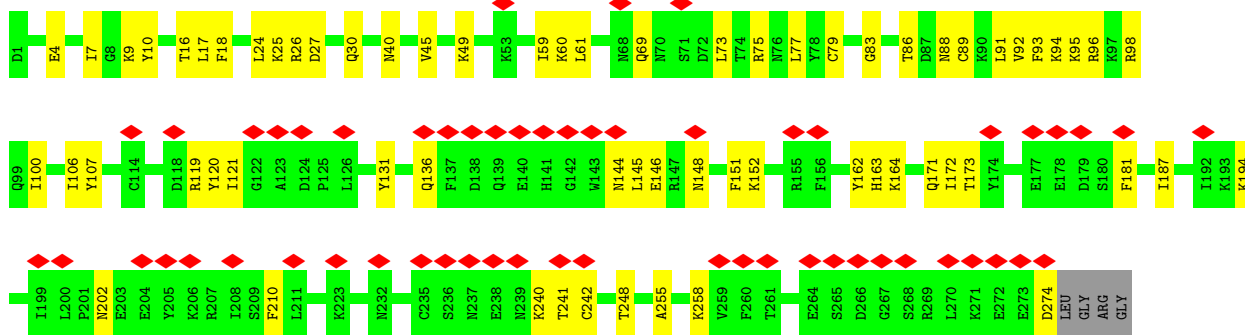 D1 E4 I7 G8 K9 Y10 T16 L17 F18 L24 K25 R26 D27 Q30 N40 V45 K49 K53 I59 K60 L61 N68 Q69 N70 S71 D72 L73 T74 R75 N76 L77 Y78 C79 G83 T86 D87 N88 C89 K90 L91 V92 F93 K94 K95 R96 K97 R98
Q99 I100 I106 Y107 C114 D118 R119 Y120 I121 G122 A123 D124 P125 L126 Y131 Q136 F137 D138 Q139 E140 H141 G142 W143 N144 L145 E146 R147 N148 F151 K152 R155 F156 Y162 H163 K164 Q171 I172 T173 Y174 E177 E178 D179 S180 F181 I187 I192 K193 K194
I199 L200 P201 N202 E203 E204 Y205 K206 R207 I208 S209 F210 L211 K223 N232 C235 S236 N237 E238 N239 K240 T241 C242 T248 A255 K258 V259 F260 T261 E264 S265 D266 G267 S268 R269 L270 K271 E272 E273 D274 LEU GLY ARG GLY